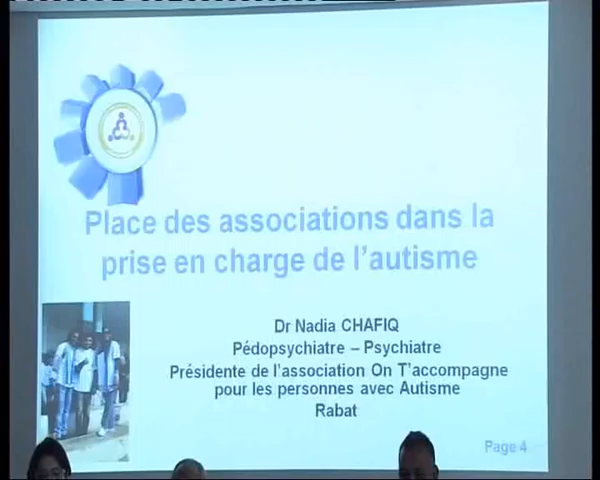 Place des associations dans la
prise en charge de l'autisme
Dr Nadia CHAFIQ
Pédopsychiatre – Psychiatre
Présidente de l'association On T'accompagne
pour les personnes avec Autisme
Rabat
Page 4